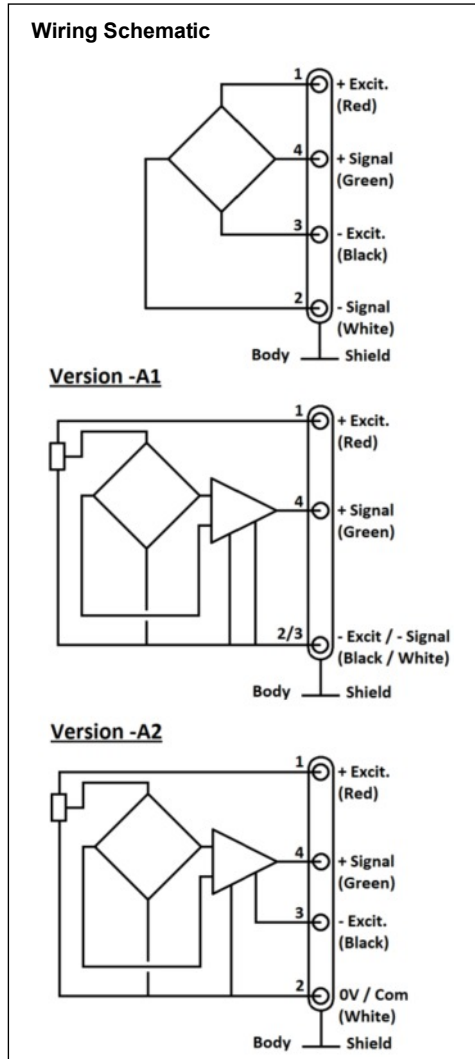 Wiring Schematic
1
+ Excit.
(Red)
4
+ Signal
(Green)
3
- Excit.
(Black)
2
- Signal
(White)
Body
Shield
Version -A1
1
+ Excit.
(Red)
4
+ Signal
(Green)
2/3
- Excit / - Signal
(Black / White)
Body
Shield
Version -A2
1
+ Excit.
(Red)
4
+ Signal
(Green)
3
- Excit.
(Black)
2
0V / Com
(White)
Body
Shield